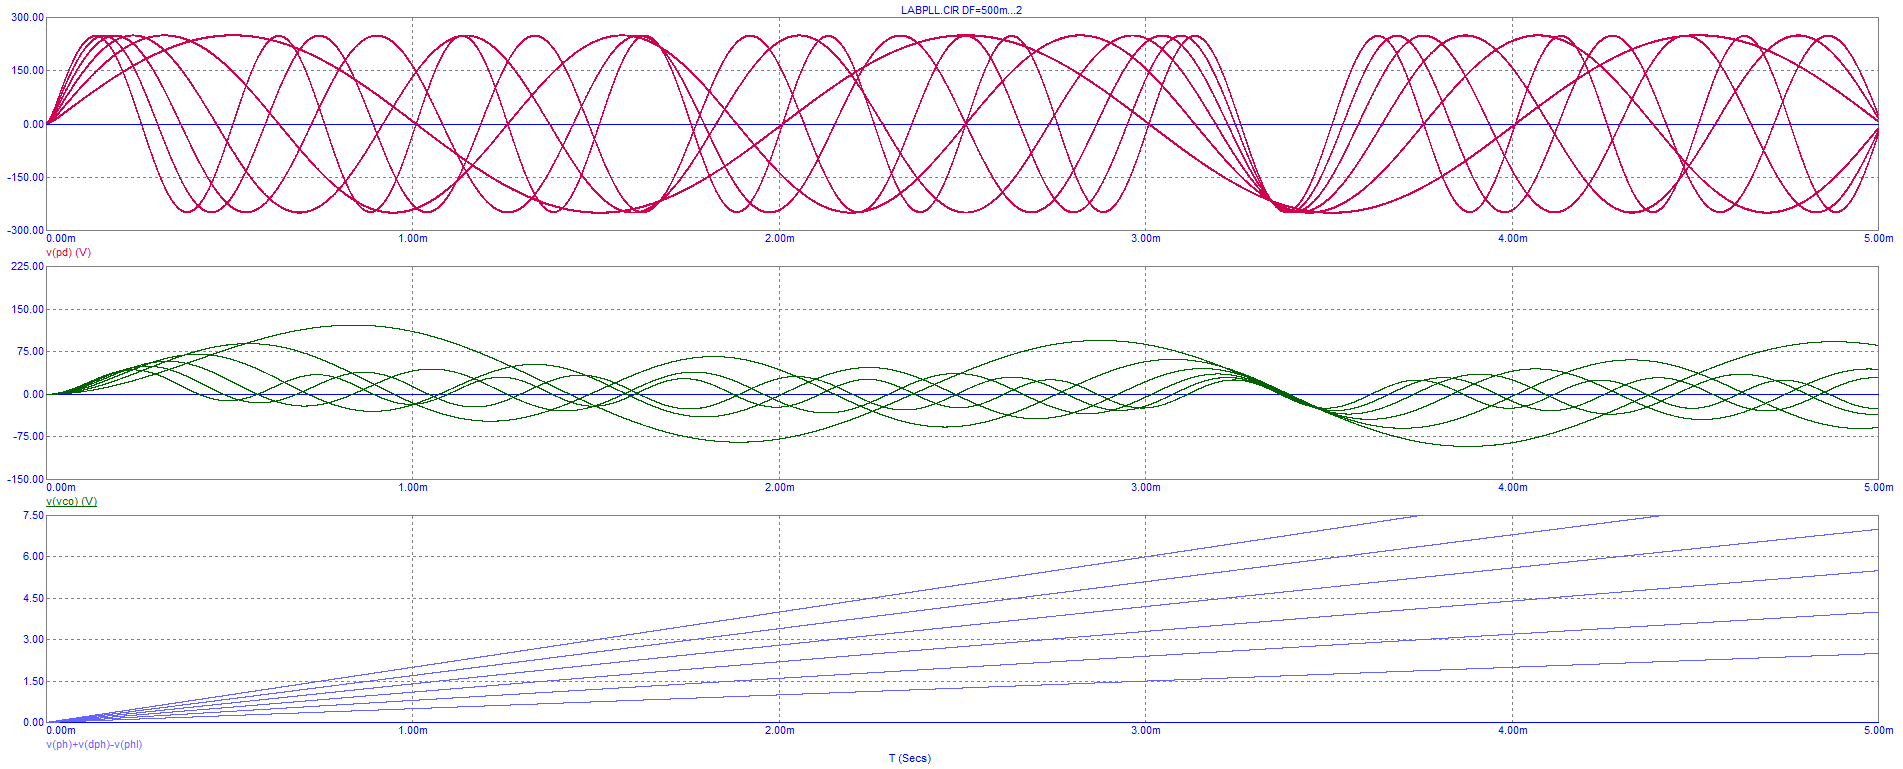 LABPLL.CIR DF=500m...2
300.00
150.00
0.00
-150.00
-300.00
0.00m 1.00m 2.00m 3.00m 4.00m 5.00m
v(pd) (V)
225.00
150.00
75.00
0.00
-75.00
-150.00
0.00m 1.00m 2.00m 3.00m 4.00m 5.00m
v(vco) (V)
7.50
6.00
4.50
3.00
1.50
0.00
0.00m 1.00m 2.00m 3.00m 4.00m 5.00m
v(ph)+v(dph)-v(phl)
T (Secs)